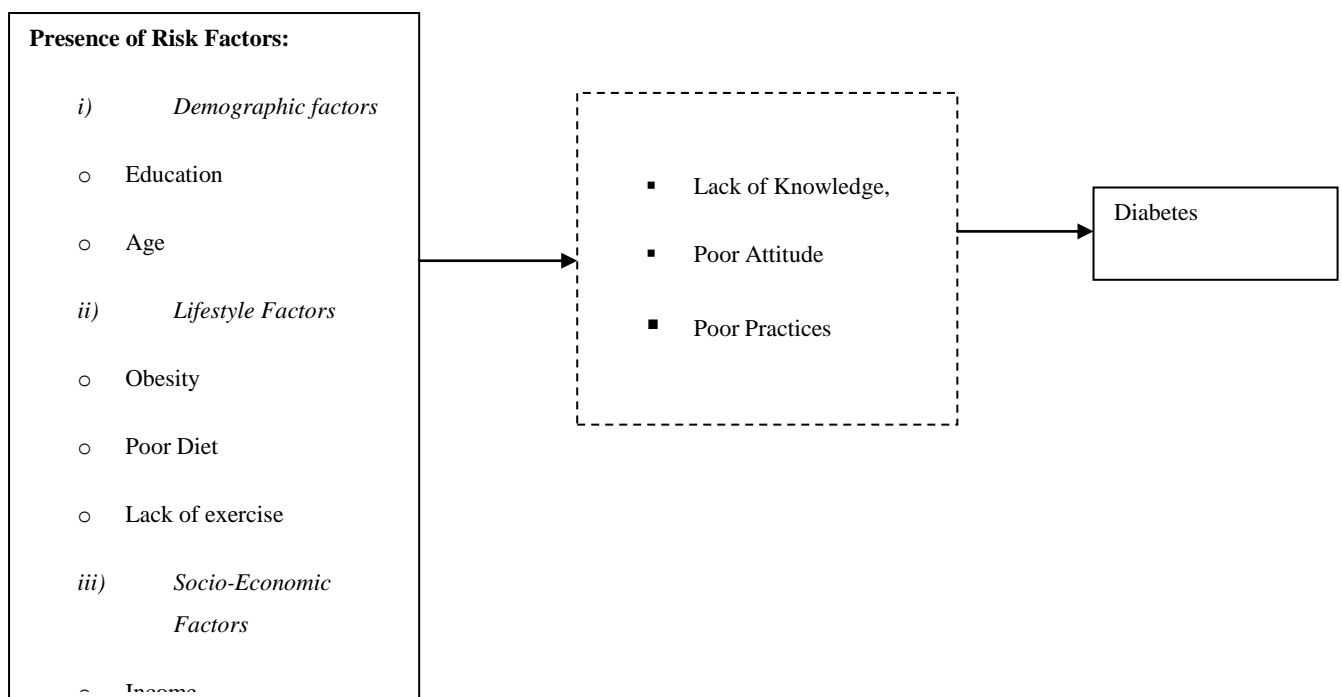 Presence of Risk Factors:
i) Demographic factors
o Education
o Age
ii) Lifestyle Factors
o Obesity
o Poor Diet
o Lack of exercise
iii) Socio-Economic
Factors
o Income
▪ Lack of Knowledge,
▪ Poor Attitude
▪ Poor Practices
Diabetes